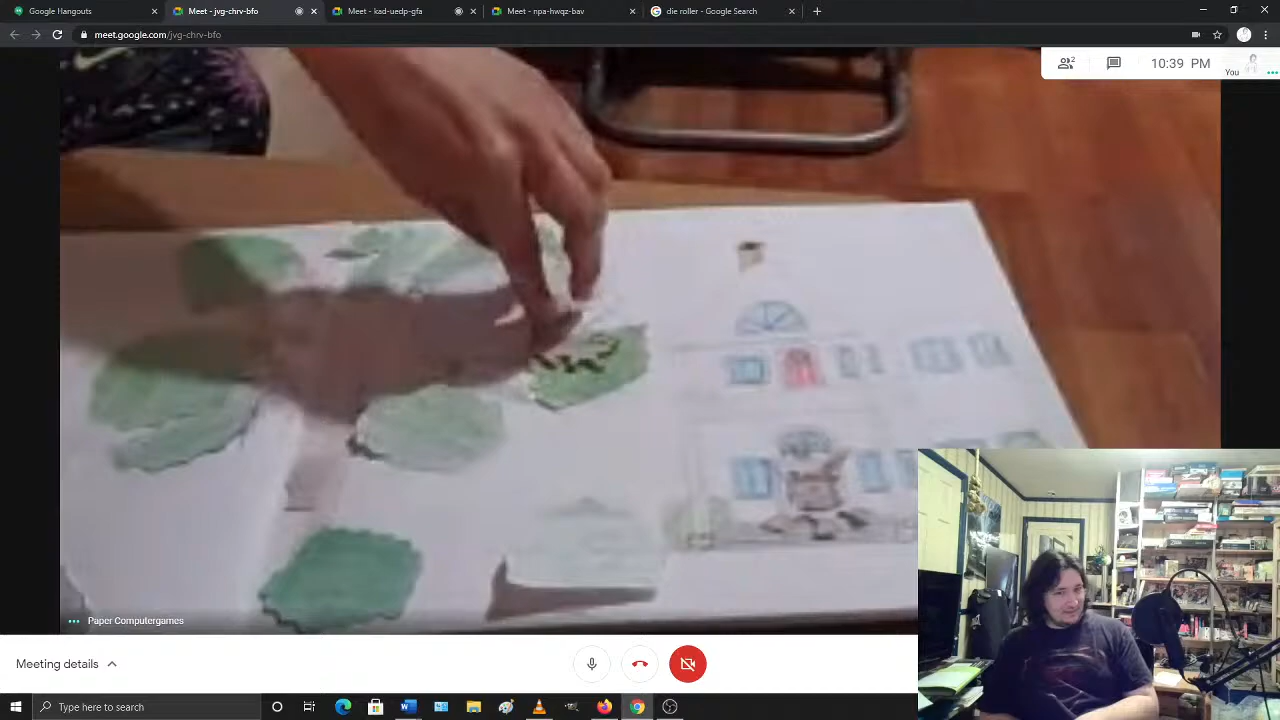 Google Hangouts
Meet - jvg-chrv-bfo
Meet - kad-uedp-gfa
Meet - npa-hwqz-bav
die roller - Google Search
meet.google.com/jvg-chrv-bfo
2
10:39 PM
You
Paper Computergames
Meeting details
Type here to search